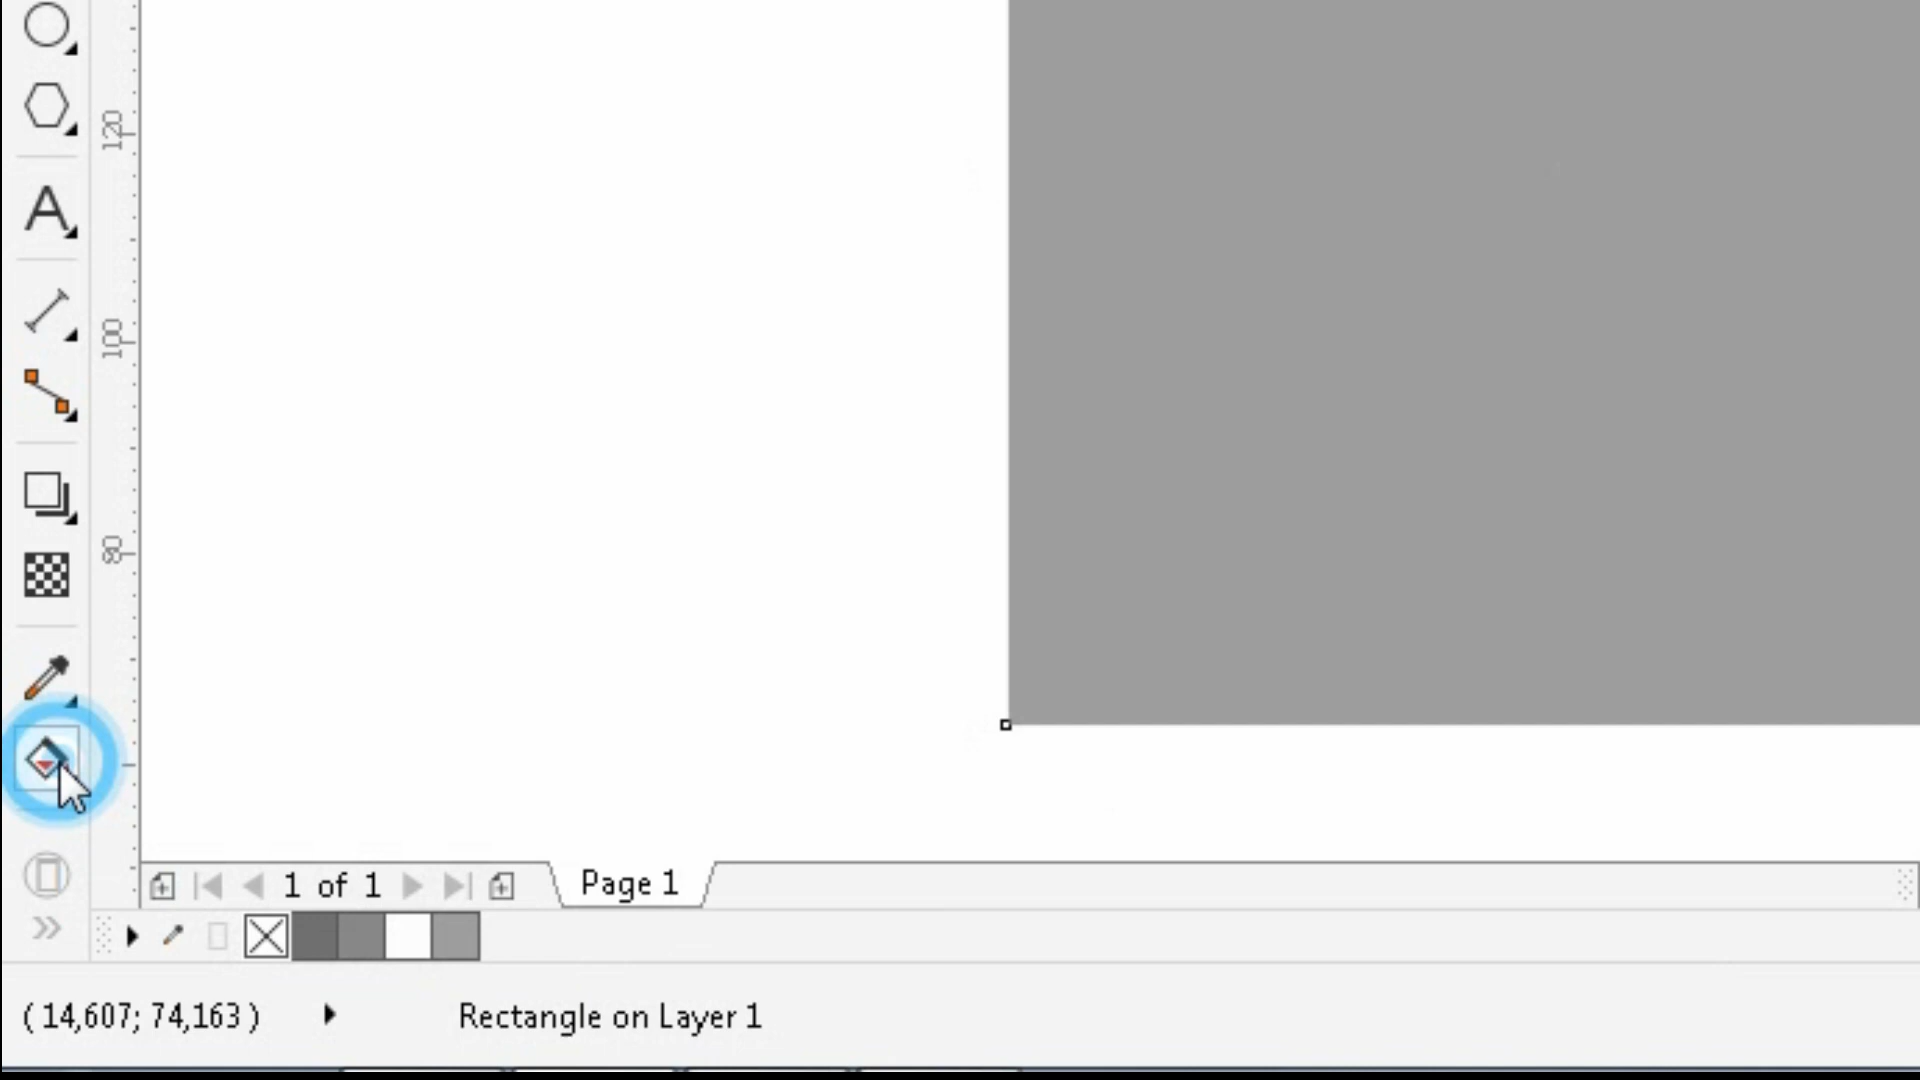 120
A
100
80
1 of 1
Page 1
(14,607; 74,163)
Rectangle on Layer 1